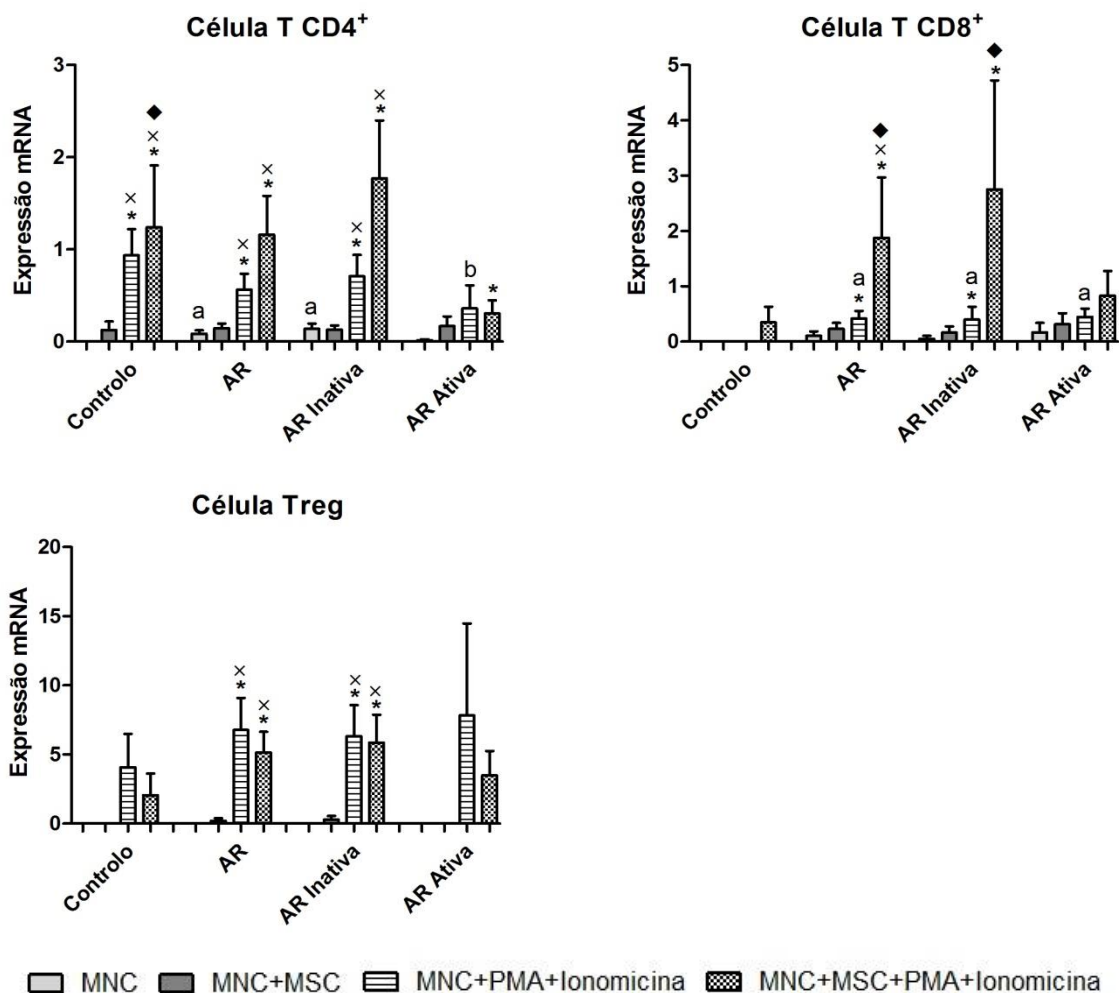 Célula T CD4⁺
Expressão mRNA
3
2
1
0
×
*
◆
×
*
a
×
*
×
*
a
×
*
×
*
b
*
Controlo
AR
AR Inativa
AR Ativa
Célula T CD8⁺
Expressão mRNA
5
4
3
2
1
0
a
*
◆
×
*
a
*
◆
*
a
Controlo
AR
AR Inativa
AR Ativa
Célula Treg
Expressão mRNA
20
15
10
5
0
×
*
×
*
×
*
×
*
Controlo
AR
AR Inativa
AR Ativa
MNC MNC+MSC MNC+PMA+Ionomicina MNC+MSC+PMA+Ionomicina